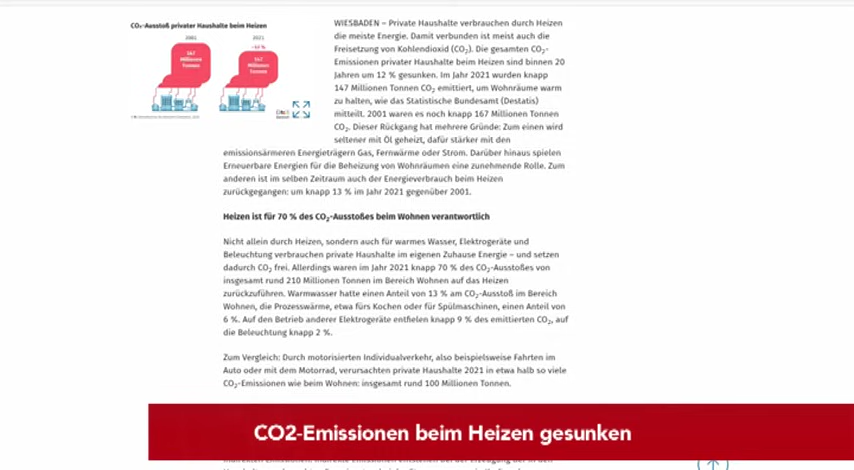 CO₂-Ausstoß privater Haushalte beim Heizen
2001
2021
-12 %
167
Millionen
Tonnen
147
Millionen
Tonnen
WIESBADEN – Private Haushalte verbrauchen durch Heizen
die meiste Energie. Damit verbunden ist meist auch die
Freisetzung von Kohlendioxid (CO₂). Die gesamten CO₂-
Emissionen privater Haushalte beim Heizen sind binnen 20
Jahren um 12 % gesunken. Im Jahr 2021 wurden knapp
147 Millionen Tonnen CO₂ emittiert, um Wohnräume warm
zu halten, wie das Statistische Bundesamt (Destatis)
mitteilt. 2001 waren es noch knapp 167 Millionen Tonnen
CO₂. Dieser Rückgang hat mehrere Gründe: Zum einen wird
seltener mit Öl geheizt, dafür stärker mit den
emissionsärmeren Energieträgern Gas, Fernwärme oder Strom. Darüber hinaus spielen
Erneuerbare Energien für die Beheizung von Wohnräumen eine zunehmende Rolle. Zum
anderen ist im selben Zeitraum auch der Energieverbrauch beim Heizen
zurückgegangen: um knapp 13 % im Jahr 2021 gegenüber 2001.
Heizen ist für 70 % des CO₂-Ausstoßes beim Wohnen verantwortlich
Nicht allein durch Heizen, sondern auch für warmes Wasser, Elektrogeräte und
Beleuchtung verbrauchen private Haushalte im eigenen Zuhause Energie – und setzen
dadurch CO₂ frei. Allerdings waren im Jahr 2021 knapp 70 % des CO₂-Ausstoßes von
insgesamt rund 210 Millionen Tonnen im Bereich Wohnen auf das Heizen
zurückzuführen. Warmwasser hatte einen Anteil von 13 % am CO₂-Ausstoß im Bereich
Wohnen, die Prozesswärme, etwa fürs Kochen oder für Spülmaschinen, einen Anteil von
6 %. Auf den Betrieb anderer Elektrogeräte entfielen knapp 9 % des emittierten CO₂, auf
die Beleuchtung knapp 2 %.
Zum Vergleich: Durch motorisierten Individualverkehr, also beispielsweise Fahrten im
Auto oder mit dem Motorrad, verursachten private Haushalte 2021 in etwa halb so viele
CO₂-Emissionen wie beim Wohnen: insgesamt rund 100 Millionen Tonnen.
CO2-Emissionen beim Heizen gesunken